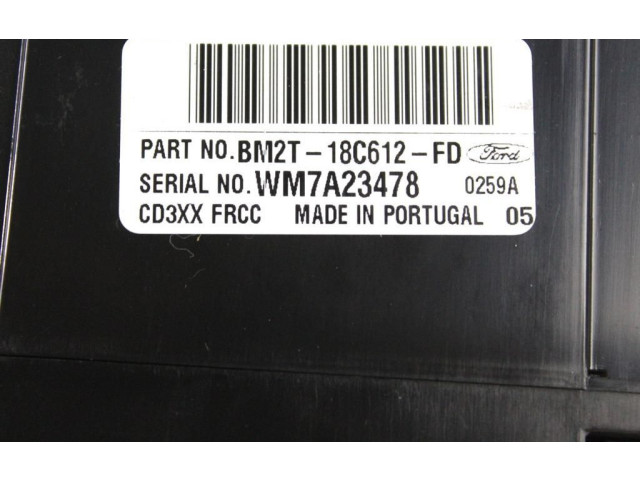 PART NO. BM2T-18C612-FD Ford
SERIAL NO. WM7A23478 0259A
CD3XX FRCC MADE IN PORTUGAL 05